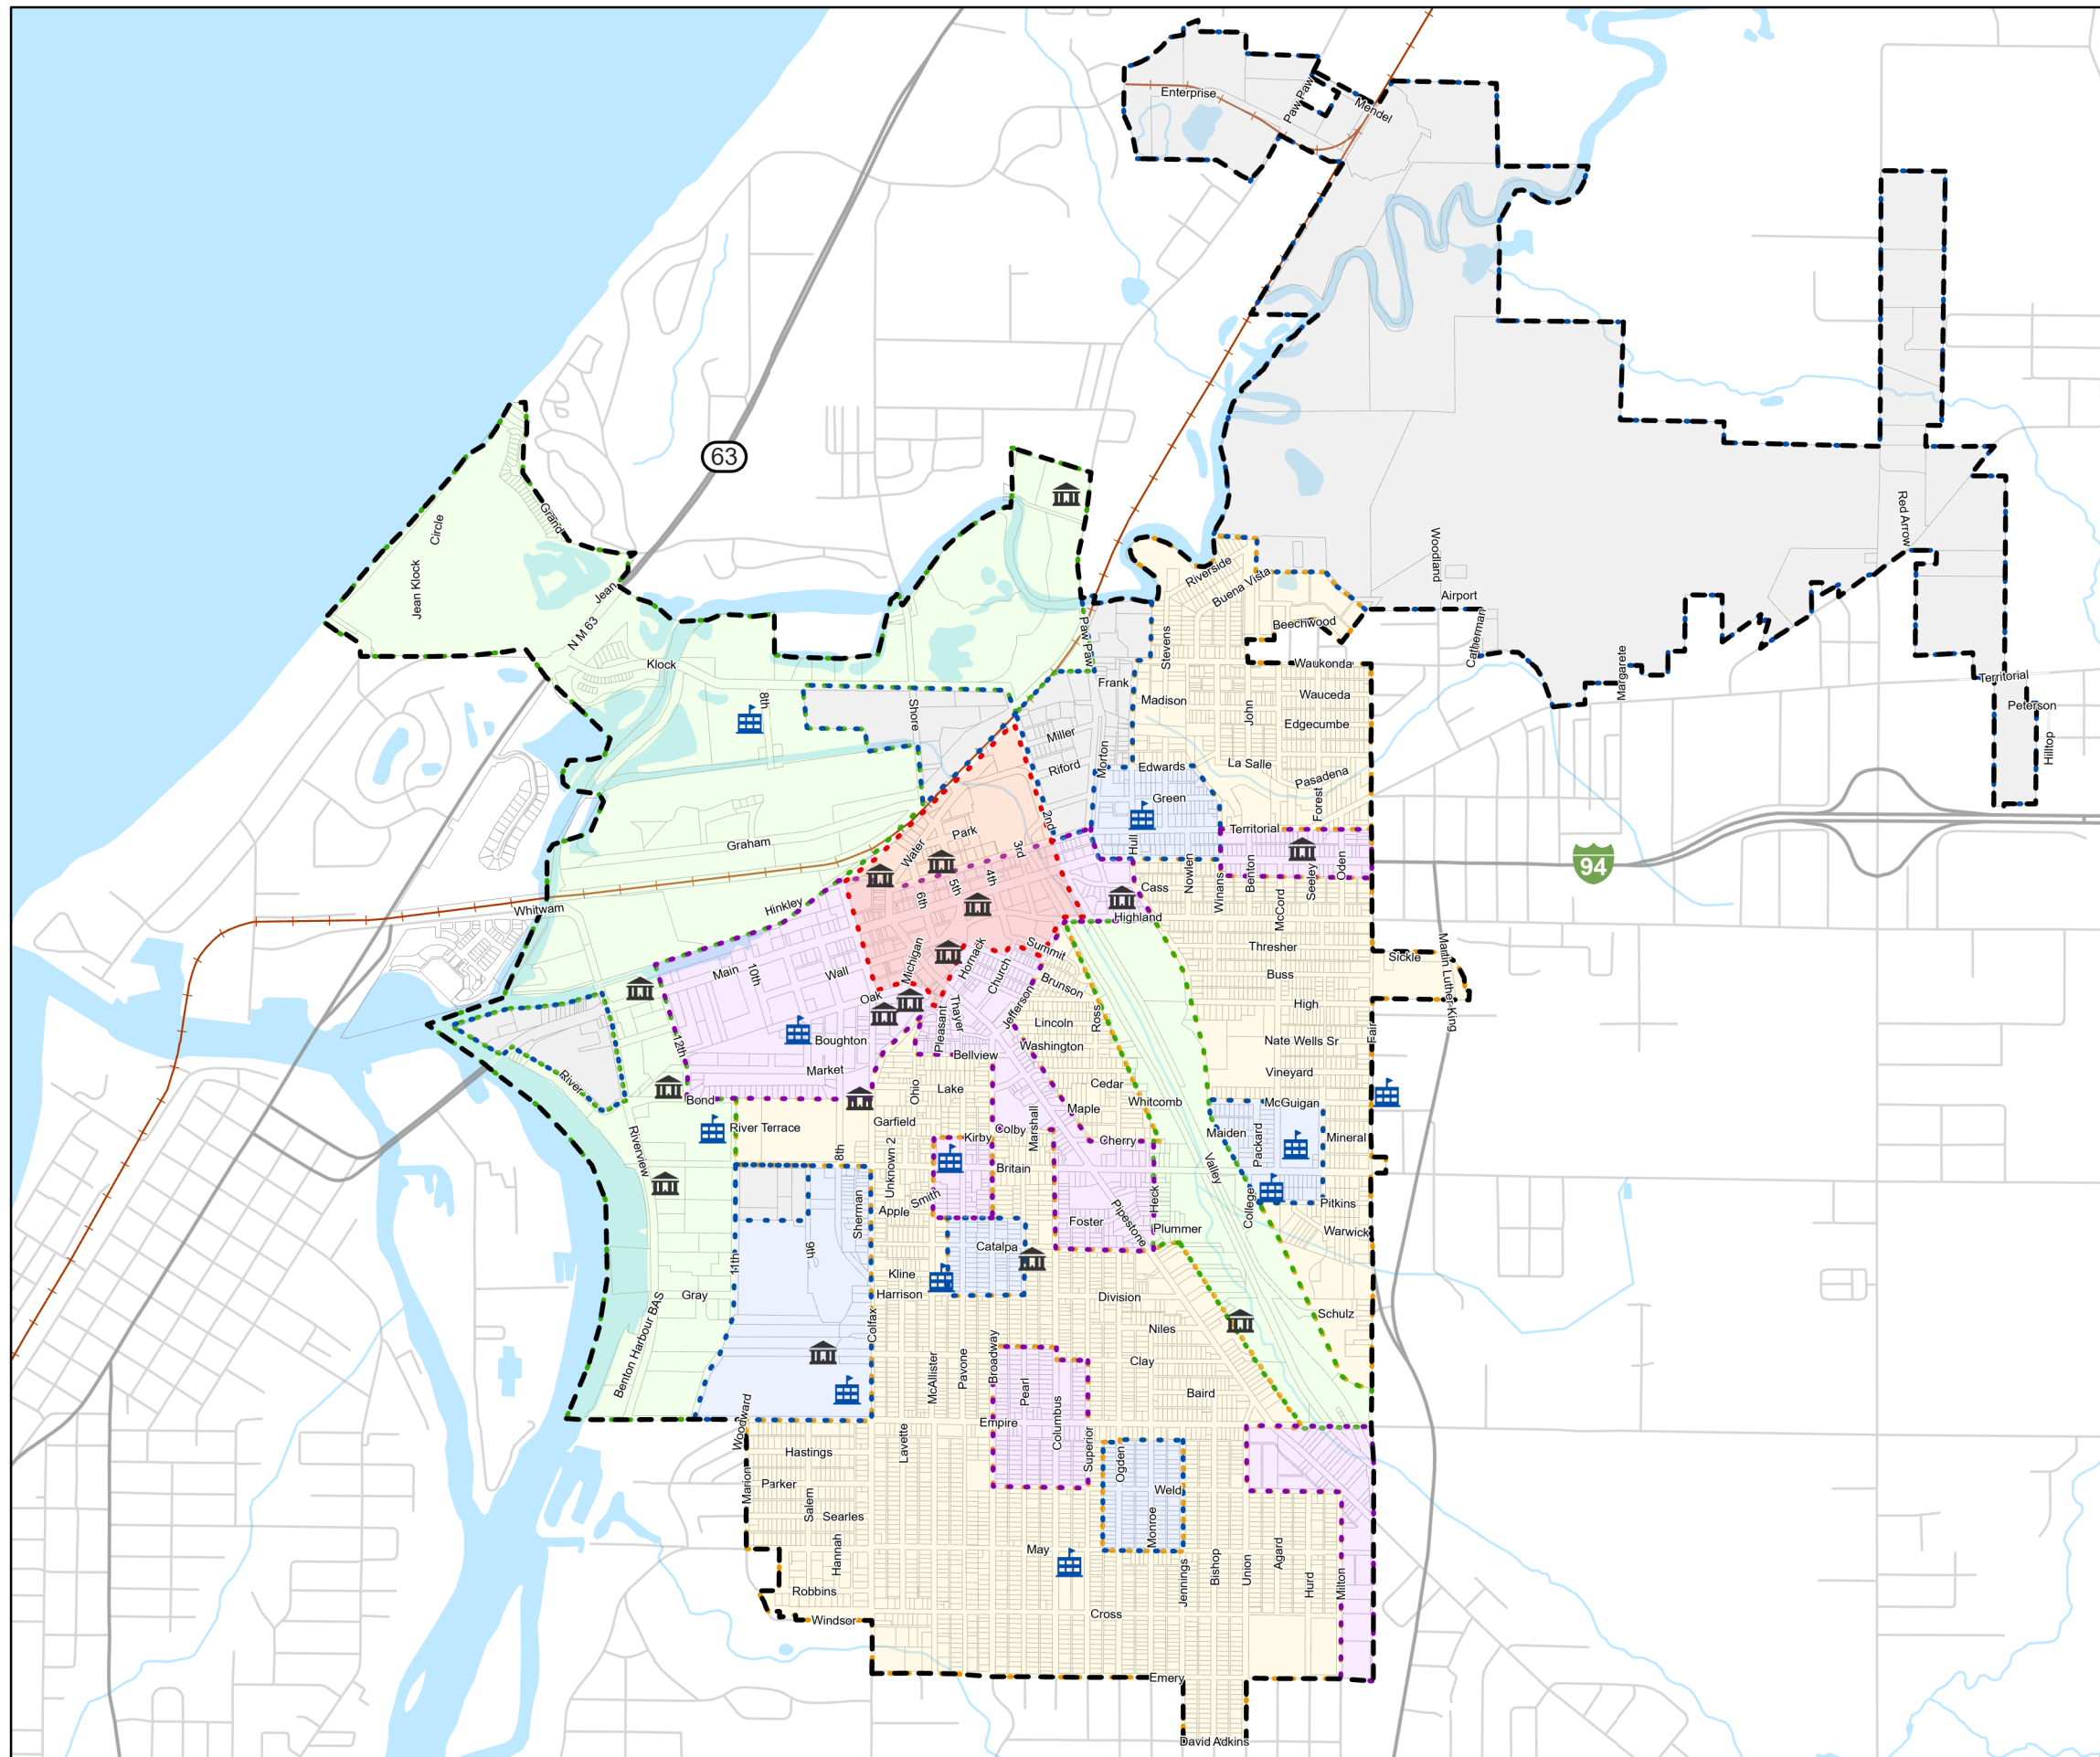 Enterprise
Paw Paw
Mendel
63
Circle
Grand
Jean Klock
Jean
N M 63
Klock
8th
Shore
Paw Paw
Riverside
Buena Vista
Beechwood
Woodland
Airport
Catherman
Red Arrow
Margarete
Territorial
Peterson
Hilltop
Stevens
Waukonda
Frank
Madison
Wauceda
John
Edgecumbe
Miller
Riford
Morton
Edwards
La Salle
Pasadena
Green
Forest
Graham
Water
Park
2nd
3rd
Hull
Territorial
94
4th
5th
6th
Cass
Nowlen
Winans
Benton
Seeley
Oden
Whitwam
Hinkley
Highland
McCord
Main
10th
Wall
Michigan
Hornack
Summit
Church
Thresher
Sickle
Martin Luther King
Oak
Brunson
Buss
High
Jefferson
Thayer
Pleasant
Lincoln
Ross
12th
Boughton
Washington
Nate Wells Sr
Fair
Bellview
Market
Vineyard
River
Bond
Ohio
Lake
Cedar
Whitcomb
McGuigan
River Terrace
Garfield
Maple
Colby
Marshall
Kirby
Cherry
Maiden
Packard
Mineral
Riverview
8th
Unknown 2
Britain
Valley
Smith
Apple
Sherman
Heck
College
Pitkins
Foster
Pipestone
Plummer
Warwick
11th
9th
Catalpa
Kline
Gray
Harrison
Division
Benton Harbour BAS
Colfax
Niles
Schulz
McAllister
Pavone
Broadway
Clay
Pearl
Baird
Woodward
Columbus
Empire
Lavette
Superior
Hastings
Ogden
Parker
Marion
Weld
Salem
Searles
Monroe
Hannah
May
Jennings
Bishop
Union
Agard
Hurd
Milton
Robbins
Windsor
Cross
Emery
David Adkins